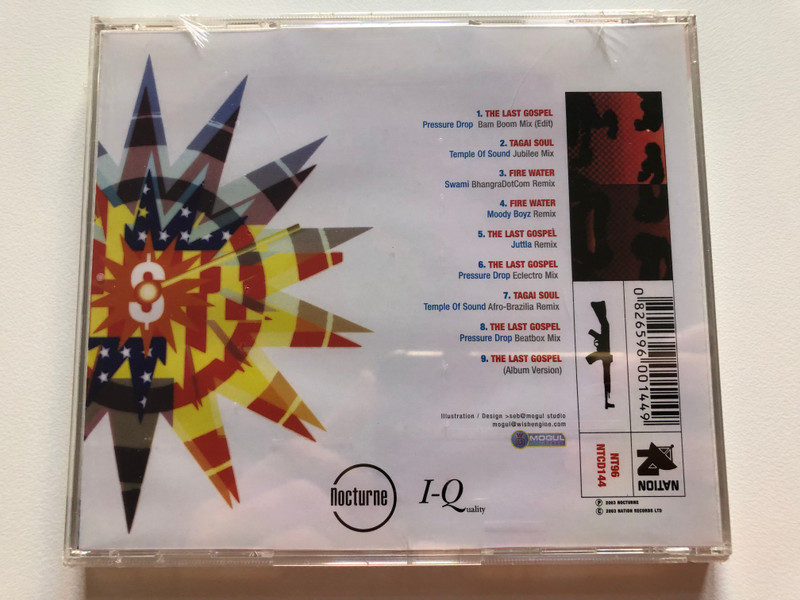 1. THE LAST GOSPEL
Pressure Drop Bam Boom Mix (Edit)
2. TAGAI SOUL
Temple Of Sound Jubileo Mix
3. FIRE WATER
Swami BhangraDotCom Remix
4. FIRE WATER
Moody Boyz Remix
5. THE LAST GOSPEL
Juttla Remix
6. THE LAST GOSPEL
Pressure Drop Eclectro Mix
7. TAGAI SOUL
Temple Of Sound Afro-Brazilia Remix
8. THE LAST GOSPEL
Pressure Drop Beatbox Mix
9. THE LAST GOSPEL
(Album Version)
Illustration / Design >seb@mogul studio
mogul@wishengine.com
MOGUL
Nocturne
I-Quality
$
0 826596 001449
NT96
NTCD144
NATION
℗ 2003 NOCTURNE
© 2003 NATION RECORDS LTD